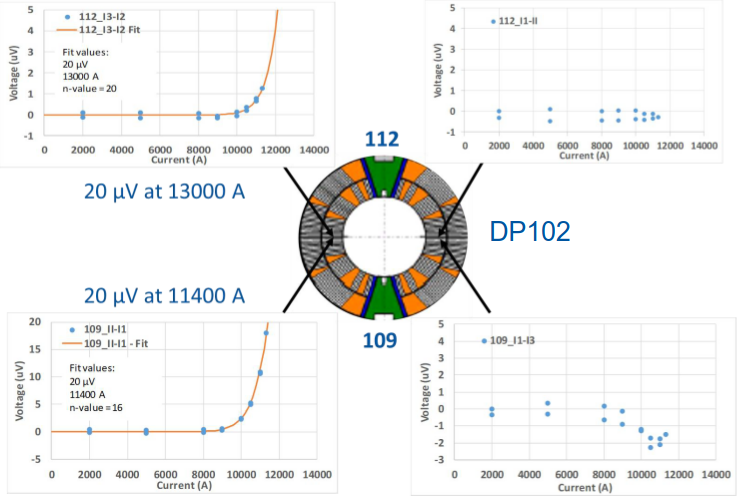 5
4
3
2
1
0
-1
Voltage (uV)
112_I3-I2
112_I3-I2 Fit
Fit values:
20 µV
13000 A
n-value = 20
0 2000 4000 6000 8000 10000 12000 14000
Current (A)
5
4
3
2
1
0
-1
Voltage (uV)
112_I1-II
0 2000 4000 6000 8000 10000 12000 14000
Current (A)
112
20 µV at 13000 A
DP102
20 µV at 11400 A
109
20
15
10
5
0
-5
Voltage (uV)
109_II-I1
109_II-I1 - Fit
Fit values:
20 µV
11400 A
n-value = 16
0 2000 4000 6000 8000 10000 12000 14000
Current (A)
5
4
3
2
1
0
-1
-2
-3
Voltage (uV)
109_I1-I3
0 2000 4000 6000 8000 10000 12000 14000
Current (A)